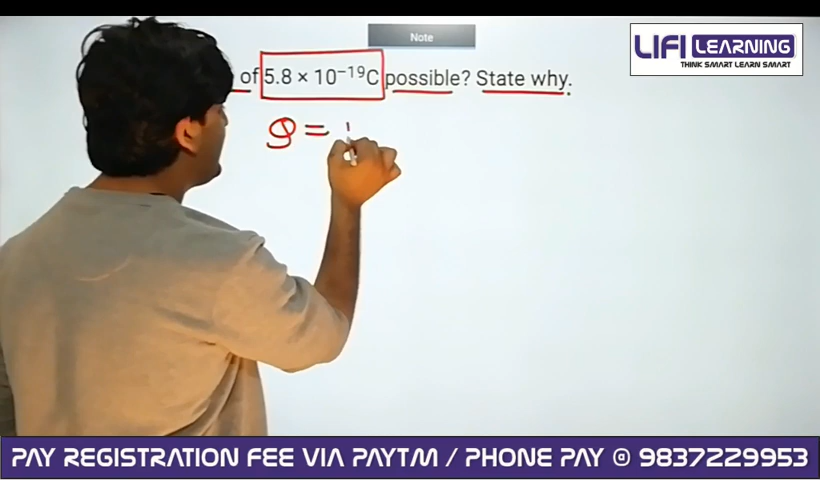 Note
LIFI LEARNING
THINK SMART LEARN SMART
of 5.8 × 10⁻¹⁹C possible? State why.
Q =
PAY REGISTRATION FEE VIA PAYTM / PHONE PAY @ 9837229953